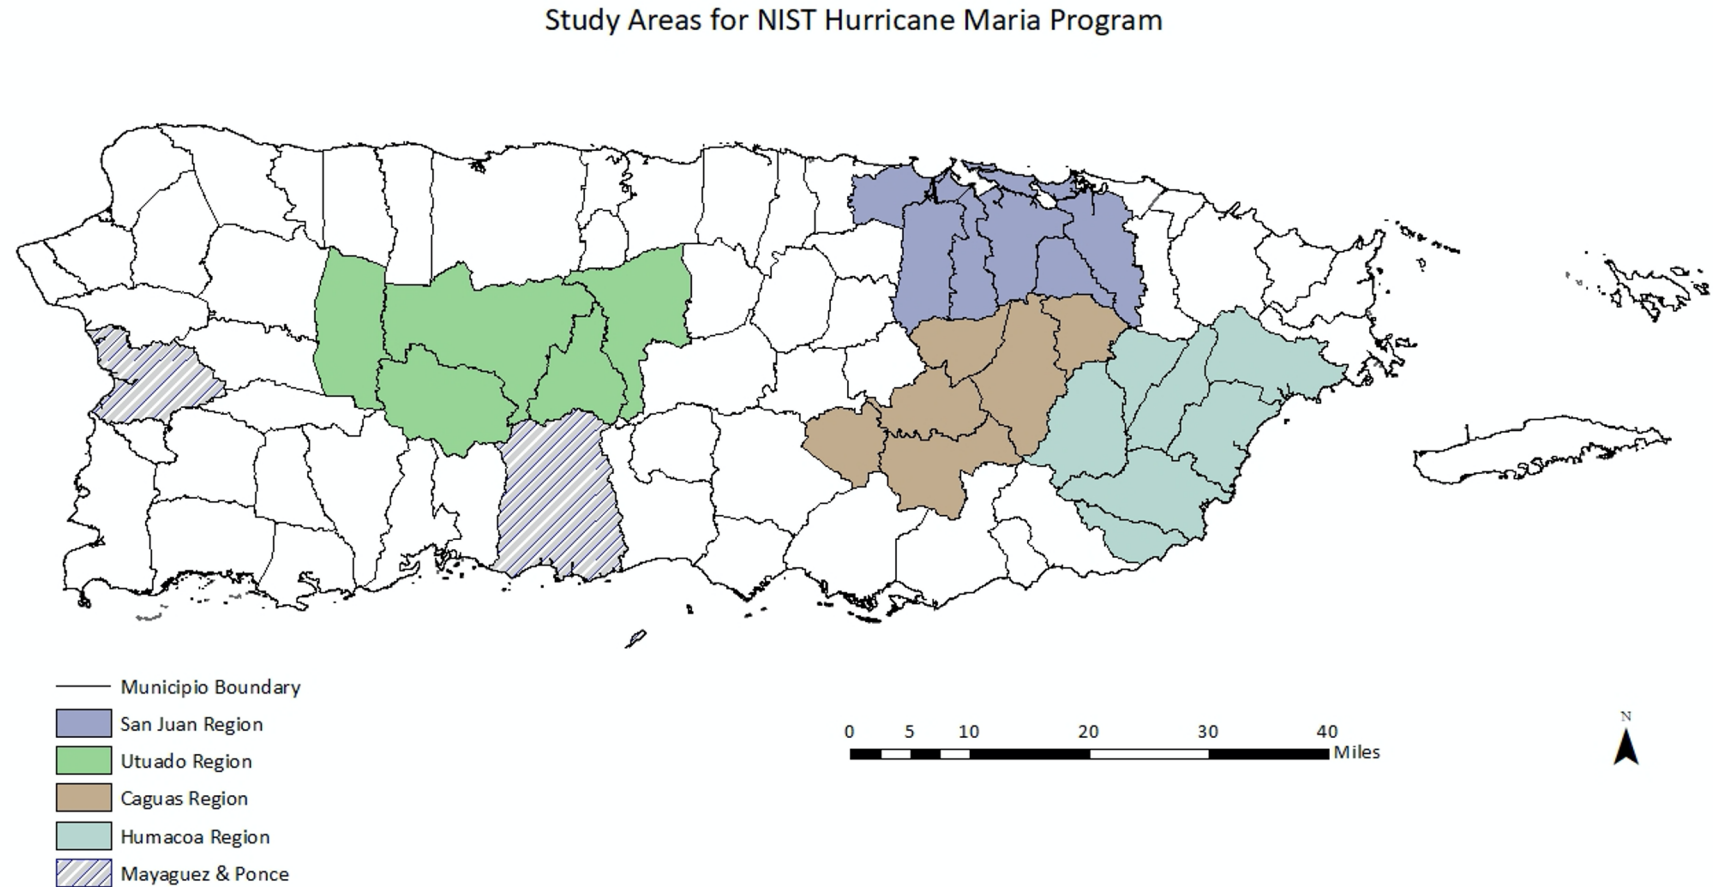 Study Areas for NIST Hurricane Maria Program
Municipio Boundary
San Juan Region
Utuado Region
Caguas Region
Humacoa Region
Mayaguez & Ponce
0 5 10 20 30 40
Miles
N